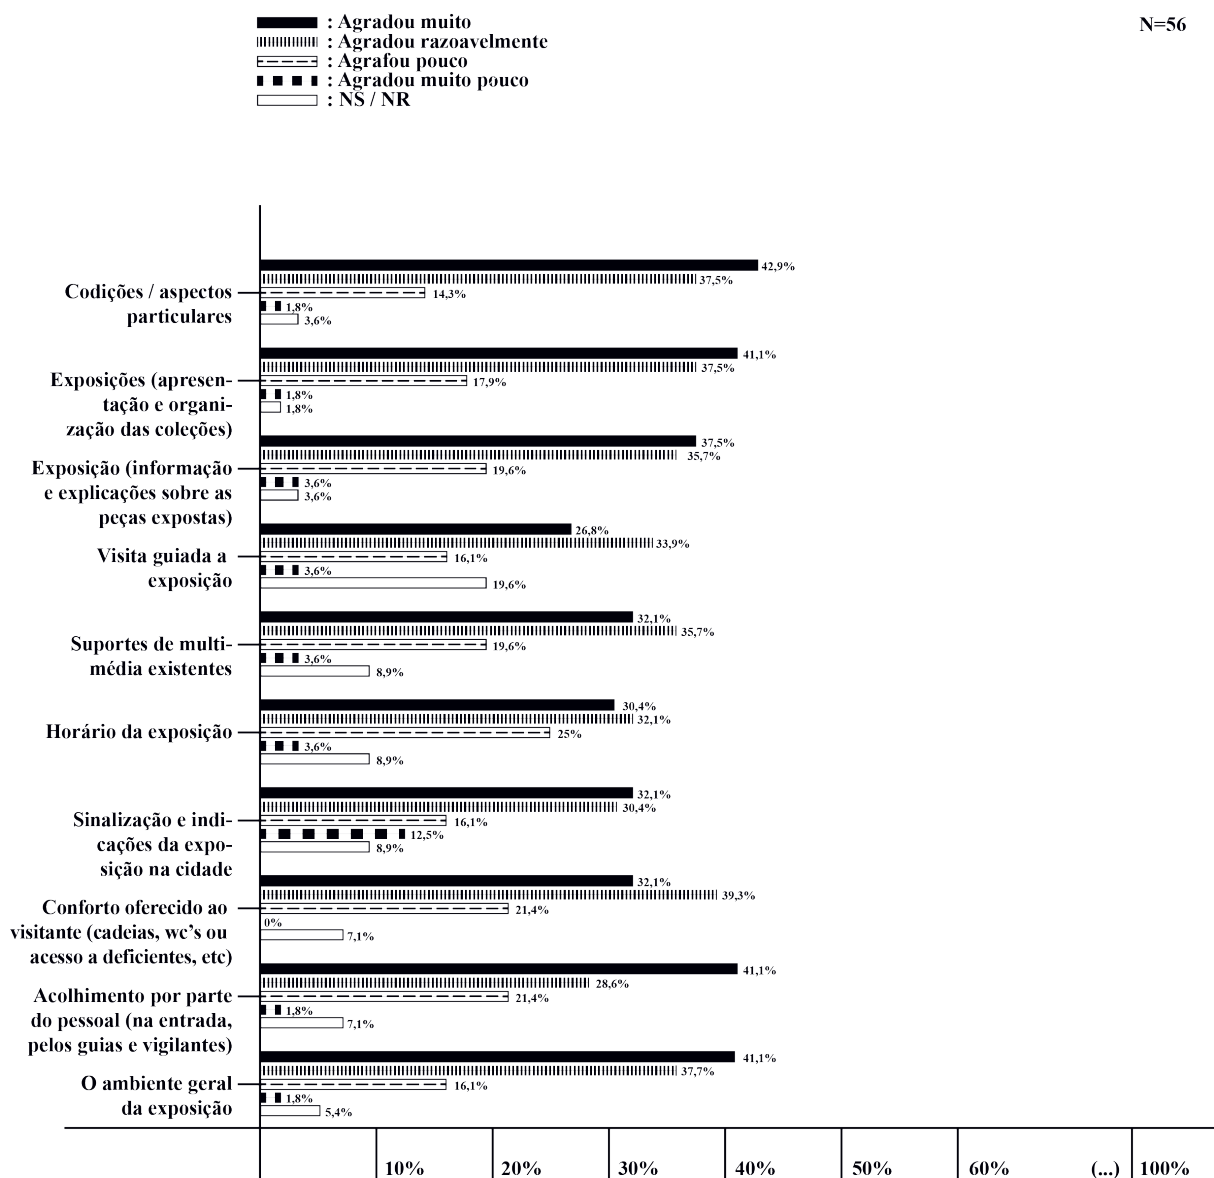 : Agradou muito
N=56
: Agradou razoavelmente
: Agrafou pouco
: Agradou muito pouco
: NS / NR
42,9%
37,5%
14,3%
1,8%
3,6%
Codições / aspectos
particulares
41,1%
37,5%
17,9%
1,8%
1,8%
Exposições (apresen-
tação e organi-
zação das coleções)
37,5%
35,7%
19,6%
3,6%
3,6%
Exposição (informação
e explicações sobre as
peças expostas)
26,8%
33,9%
16,1%
3,6%
19,6%
Visita guiada a
exposição
32,1%
35,7%
19,6%
3,6%
8,9%
Suportes de multi-
média existentes
30,4%
32,1%
25%
3,6%
8,9%
Horário da exposição
32,1%
30,4%
16,1%
12,5%
8,9%
Sinalização e indi-
cações da expo-
sição na cidade
32,1%
39,3%
21,4%
0%
7,1%
Conforto oferecido ao
visitante (cadeias, wc's ou
acesso a deficientes, etc)
41,1%
28,6%
21,4%
1,8%
7,1%
Acolhimento por parte
do pessoal (na entrada,
pelos guias e vigilantes)
41,1%
37,7%
16,1%
1,8%
5,4%
O ambiente geral
da exposição
10% 20% 30% 40% 50% 60% (...) 100%